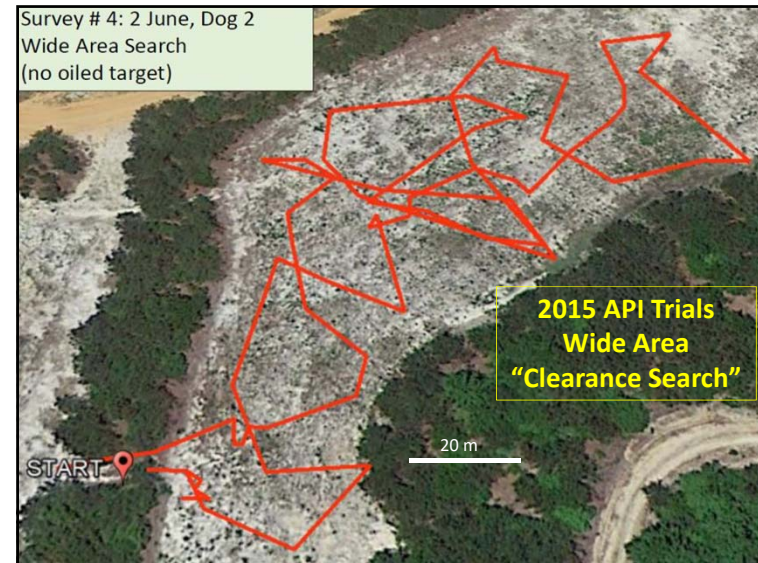 Survey # 4: 2 June, Dog 2
Wide Area Search
(no oiled target)
2015 API Trials
Wide Area
“Clearance Search”
20 m
START